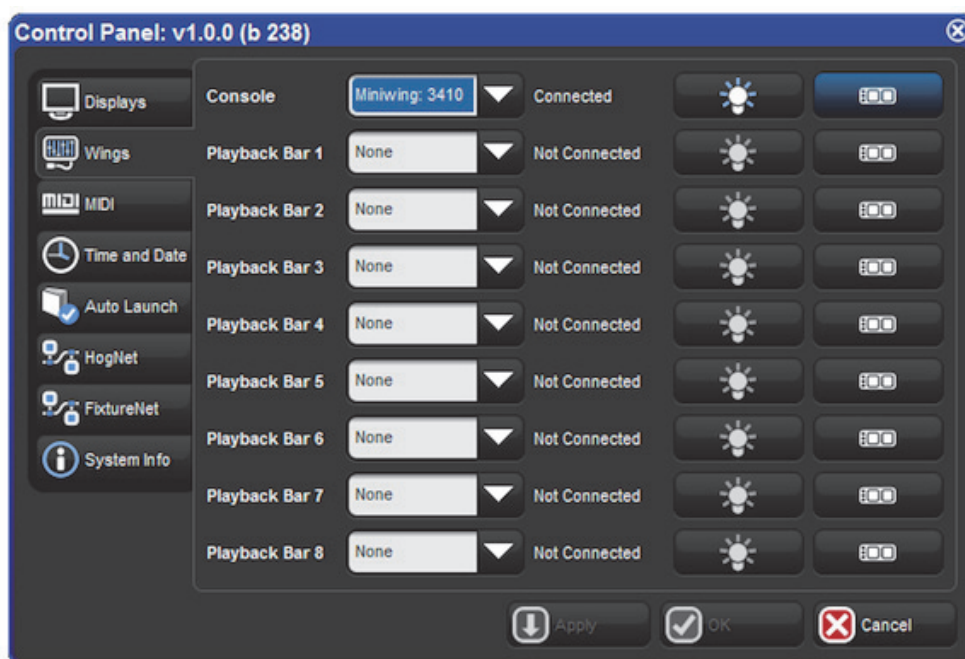 Control Panel: v1.0.0 (b 238)
Displays
Wings
MIDI MIDI
Time and Date
Auto Launch
HogNet
FixtureNet
System Info
Console Miniwing: 3410 Connected
Playback Bar 1 None Not Connected
Playback Bar 2 None Not Connected
Playback Bar 3 None Not Connected
Playback Bar 4 None Not Connected
Playback Bar 5 None Not Connected
Playback Bar 6 None Not Connected
Playback Bar 7 None Not Connected
Playback Bar 8 None Not Connected
Apply OK Cancel